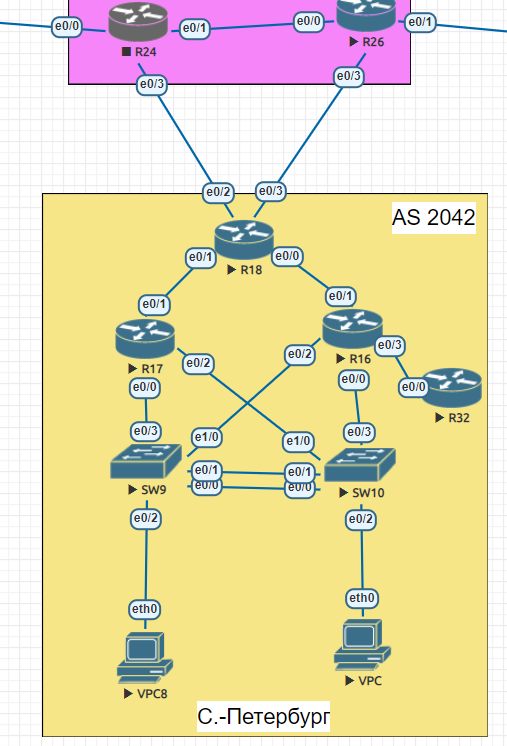 e0/0
e0/1
e0/0
e0/1
R24
R26
e0/3
e0/3
e0/2
e0/3
AS 2042
e0/1
e0/0
R18
e0/1
e0/1
R17
e0/2
e0/2
R16
e0/3
e0/0
e0/0
e0/0
R32
e0/3
e1/0
e1/0
e0/3
e0/1
e0/1
e0/0
e0/0
SW9
SW10
e0/2
e0/2
eth0
eth0
VPC8
VPC
С.-Петербург